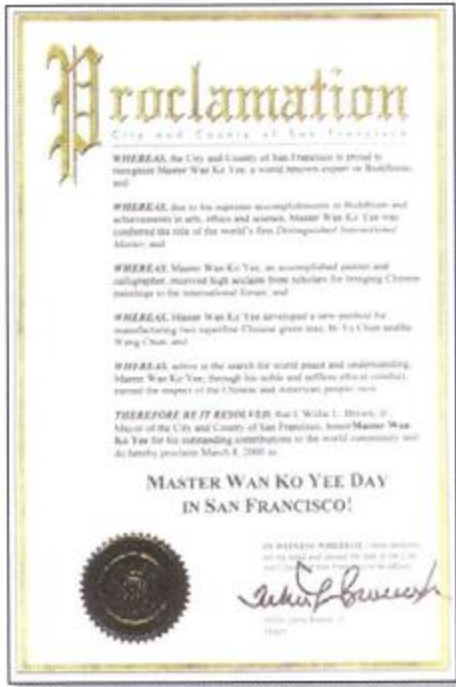 Proclamation
City and County of San Francisco
WHEREAS, the City and County of San Francisco is proud to
recognize Master Wan Ko Yee, a world renown expert on Buddhism;
and
WHEREAS, due to his supreme accomplishments in Buddhism and
achievements in arts, ethics and science, Master Wan Ko Yee was
conferred the title of the world's first Distinguished International
Master; and
WHEREAS, Master Wan Ko Yee, an accomplished painter and
calligrapher, received high acclaim from scholars for bringing Chinese
paintings to the international forum; and
WHEREAS, Master Wan Ko Yee developed a new method for
manufacturing two superfine Chinese green teas,
and
WHEREAS, active in the search for world peace and understanding,
Master Wan Ko Yee, through his noble and selfless ethical conduct,
earned the respect of the Chinese and American people; now
THEREFORE BE IT RESOLVED, that I, Willie L. Brown, Jr.,
Mayor of the City and County of San Francisco, honor Master Wan
Ko Yee for his outstanding contributions to the world community and
do hereby proclaim March 8, 2000 as
MASTER WAN KO YEE DAY
IN SAN FRANCISCO!
IN WITNESS WHEREOF, I have hereunto
Willie Lewis Brown, Jr.
Mayor